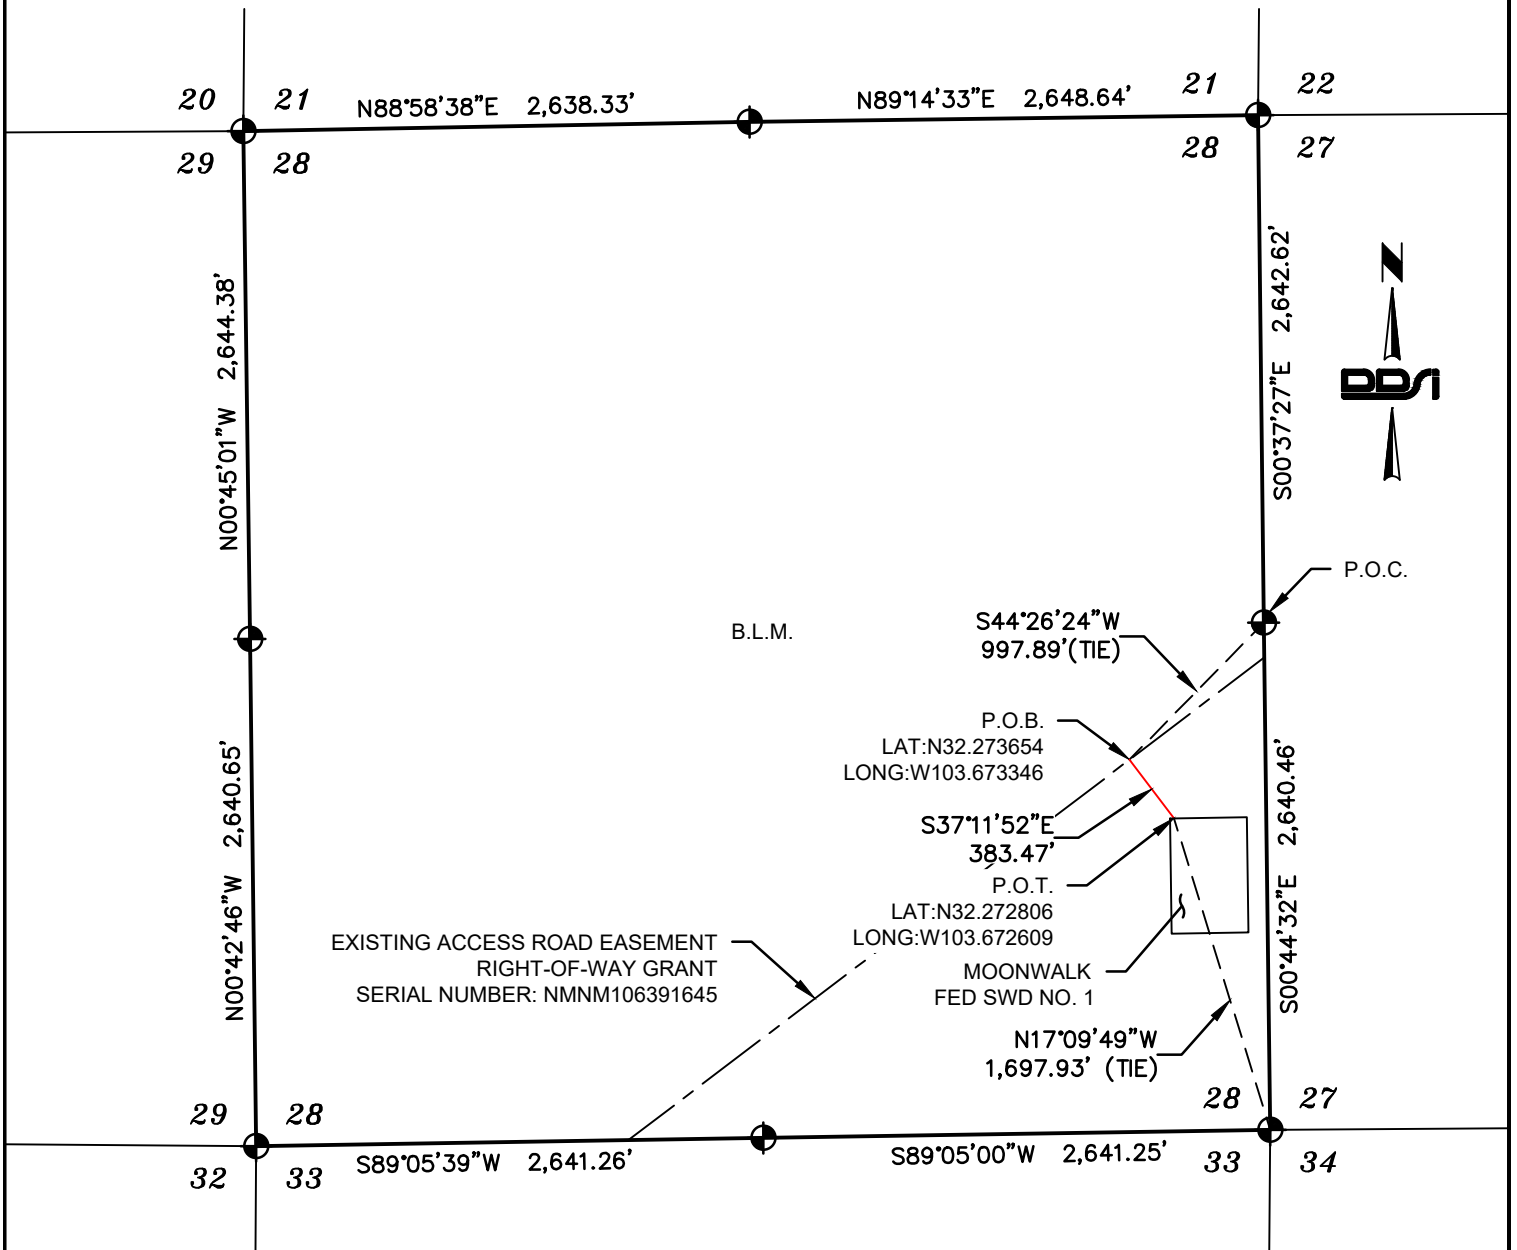 20 21
N88°58'38"E 2,638.33'
N89°14'33"E 2,648.64'
21 22
29 28
28 27
N00°45'01"W 2,644.38'
S00°37'27"E 2,642.62'
N
DDSi
P.O.C.
B.L.M.
S44°26'24"W
997.89'(TIE)
P.O.B.
LAT:N32.273654
LONG:W103.673346
S37°11'52"E
383.47'
P.O.T.
LAT:N32.272806
LONG:W103.672609
N00°42'46"W 2,640.65'
S00°44'32"E 2,640.46'
EXISTING ACCESS ROAD EASEMENT
RIGHT-OF-WAY GRANT
SERIAL NUMBER: NMNM106391645
MOONWALK
FED SWD NO. 1
N17°09'49"W
1,697.93' (TIE)
29 28
28 27
S89°05'39"W 2,641.26'
S89°05'00"W 2,641.25'
32 33
33 34